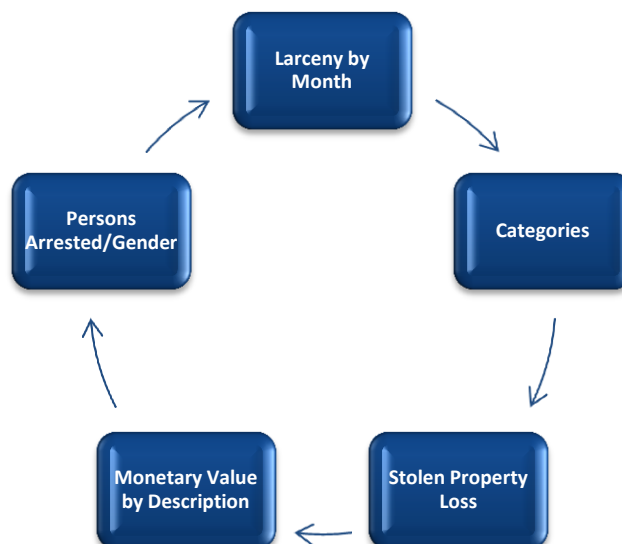 Larceny by
Month
Categories
Stolen Property
Loss
Monetary Value
by Description
Persons
Arrested/Gender